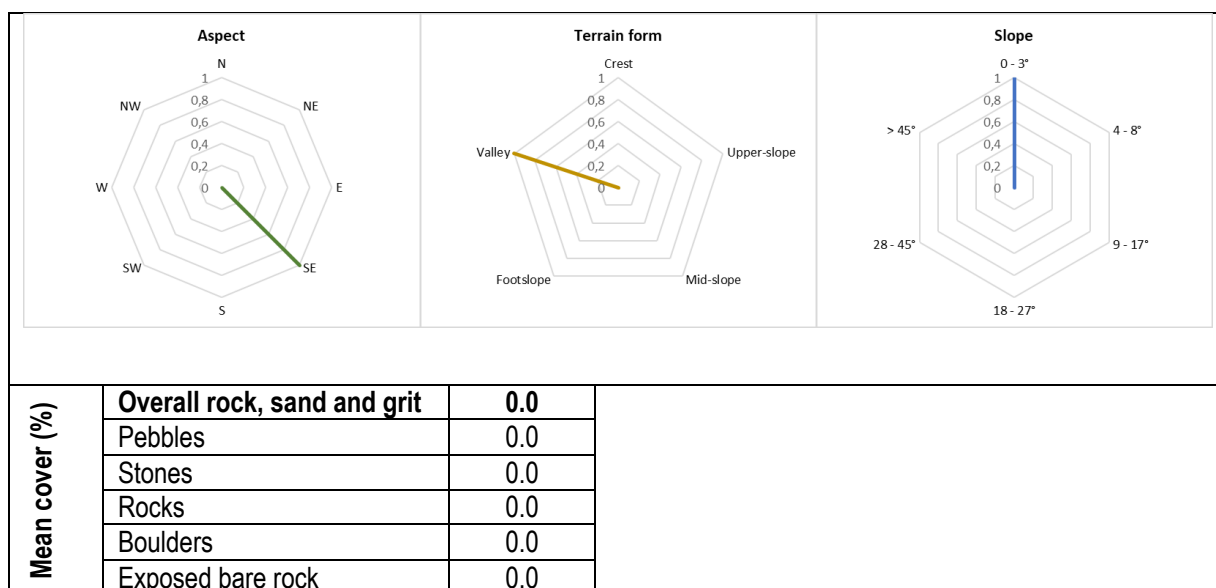 Aspect
N
1
0,8
0,6
0,4
0,2
0
NE
E
SE
S
SW
W
NW
Terrain form
Crest
1
0,8
0,6
0,4
0,2
0
Upper-slope
Mid-slope
Footslope
Valley
Slope
0 - 3°
1
0,8
0,6
0,4
0,2
0
4 - 8°
9 - 17°
18 - 27°
28 - 45°
> 45°
Mean cover (%)
Overall rock, sand and grit 0.0
Pebbles 0.0
Stones 0.0
Rocks 0.0
Boulders 0.0
Exposed bare rock 0.0